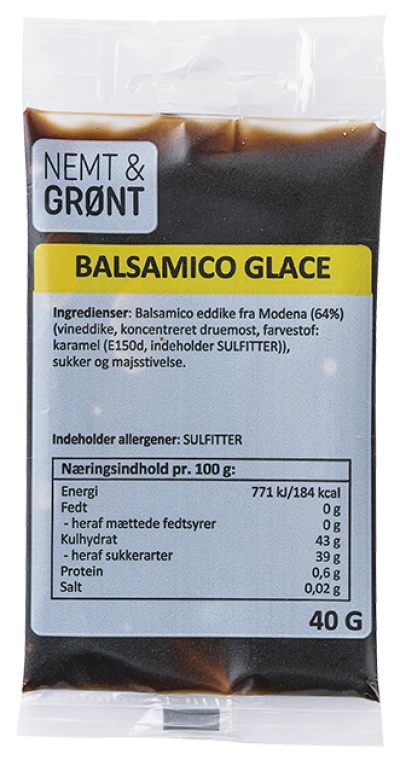 NEMT &
GRØNT
BALSAMICO GLACE
Ingredienser: Balsamico eddike fra Modena (64%)
(vineddike, koncentreret druemost, farvestof:
karamel (E150d, indeholder SULFITTER)),
sukker og majsstivelse.
Indeholder allergener: SULFITTER
Næringsindhold pr. 100 g:
Energi 771 kJ/184 kcal
Fedt 0 g
- heraf mættede fedtsyrer 0 g
Kulhydrat 43 g
- heraf sukkerarter 39 g
Protein 0,6 g
Salt 0,02 g
40 G